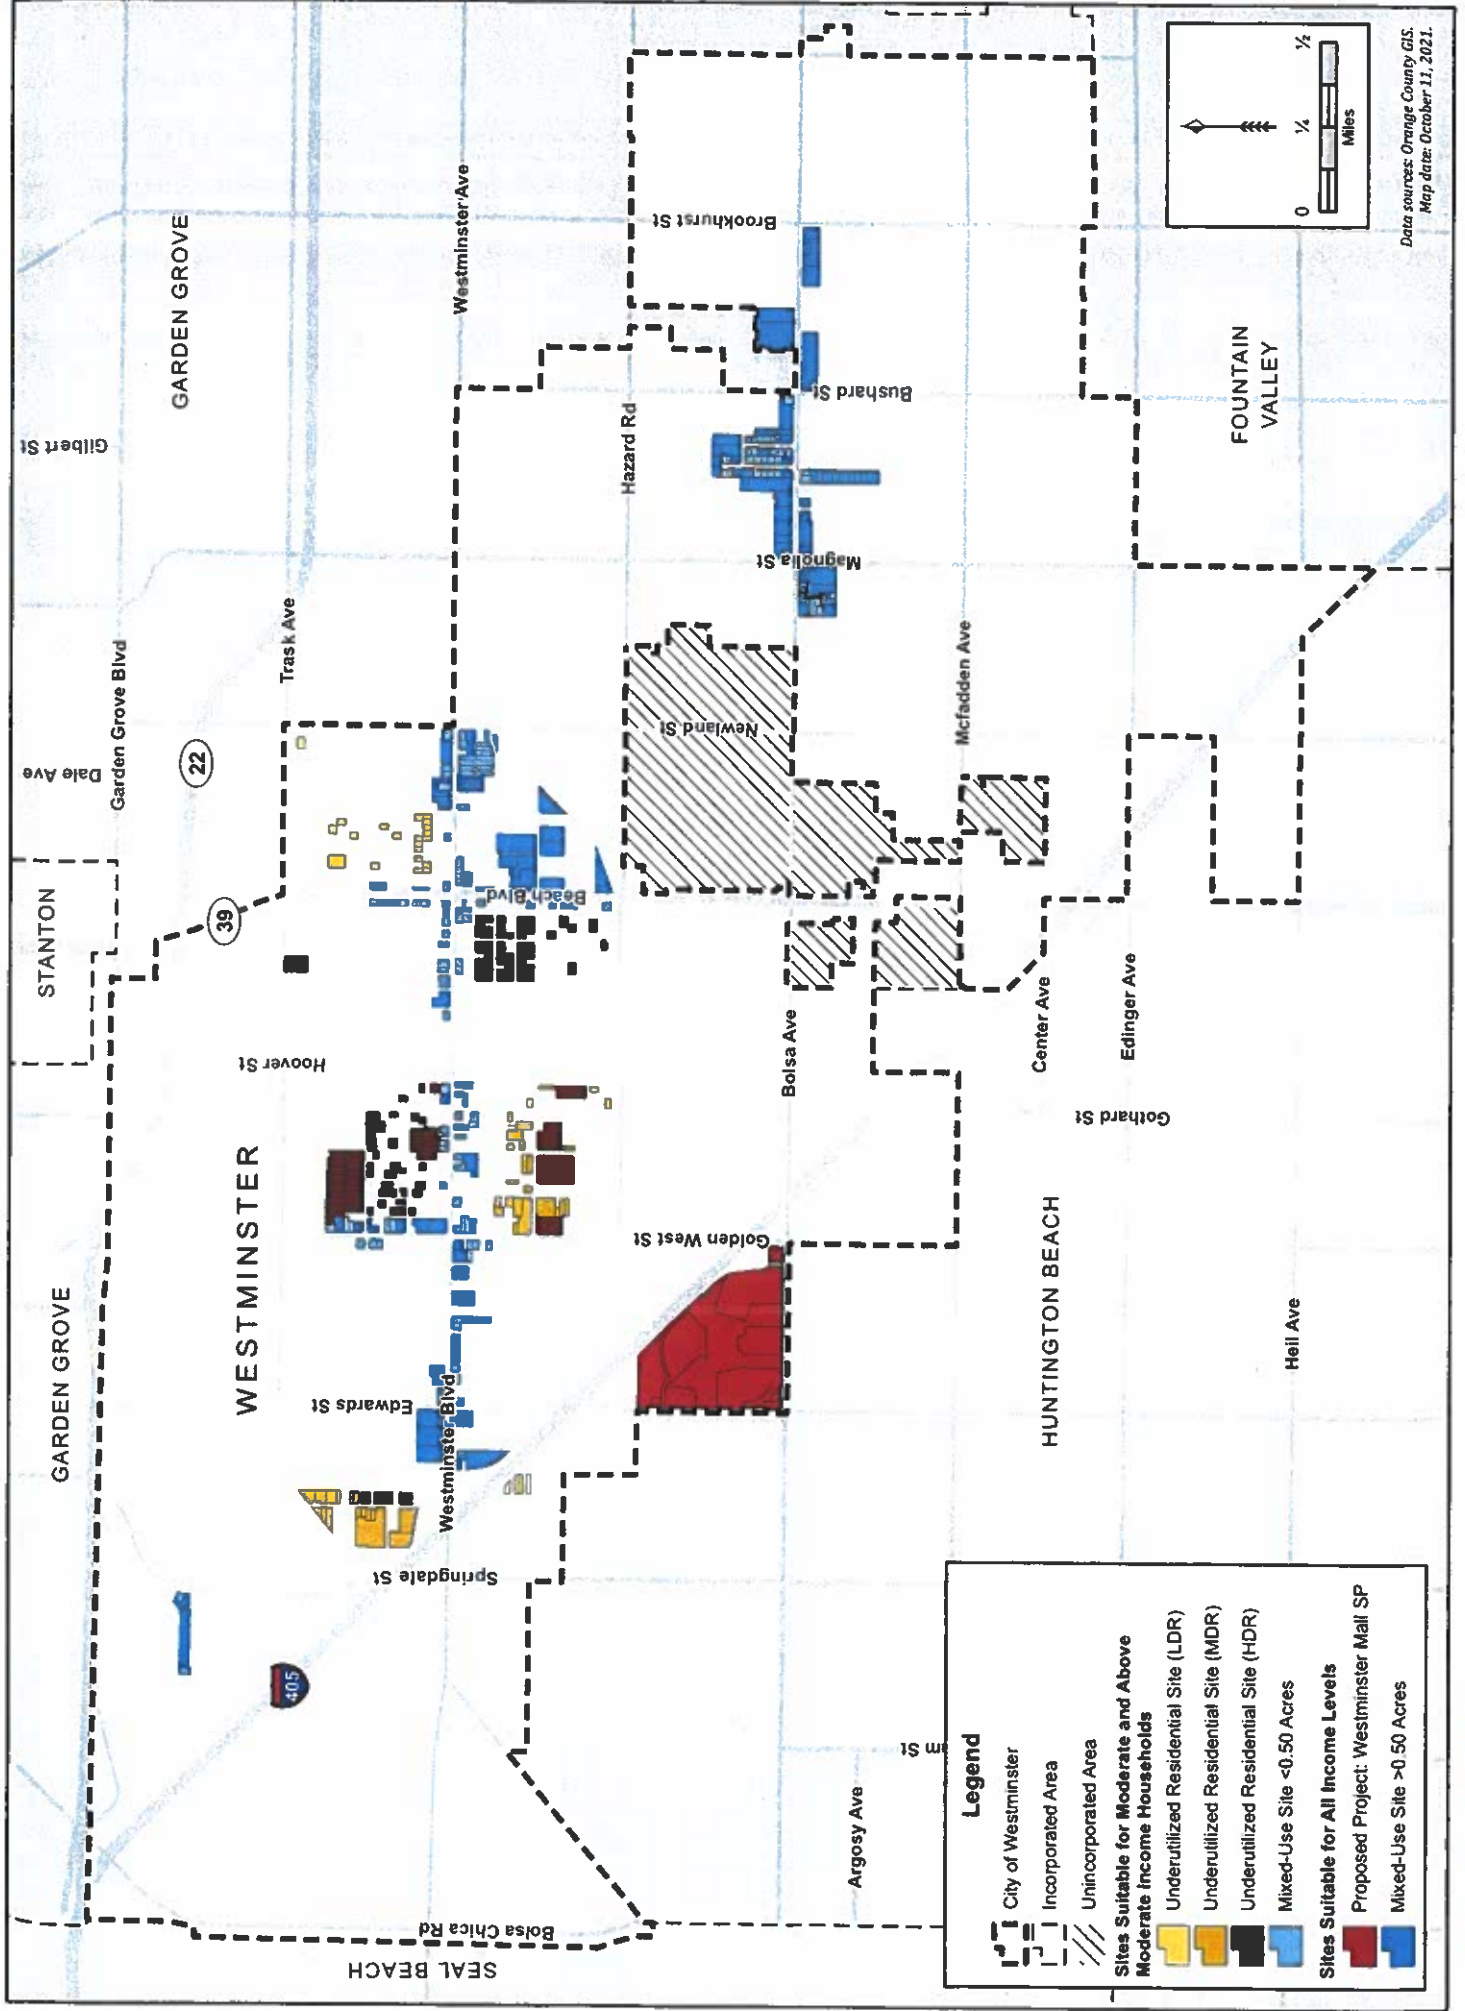 GARDEN GROVE
STANTON
GARDEN GROVE
SEAL BEACH
WESTMINSTER
HUNTINGTON BEACH
FOUNTAIN
VALLEY
Dale Ave
Gilbert St
Garden Grove Blvd
22
39
405
Trask Ave
Hoover St
Westminster Ave
Edwards St
Westminster Blvd
Springdale St
Beach Blvd
Hazard Rd
Bolsa Chica Rd
Golden West St
Newland St
Brookhurst St
Magnolia St
Bushard St
Bolsa Ave
Argosy Ave
am St
Mcfadden Ave
Center Ave
Gothard St
Edinger Ave
Heil Ave
Legend
City of Westminster
Incorporated Area
Unincorporated Area
Sites Suitable for Moderate and Above
Moderate Income Households
Underutilized Residential Site (LDR)
Underutilized Residential Site (MDR)
Underutilized Residential Site (HDR)
Mixed-Use Site <0.50 Acres
Sites Suitable for All Income Levels
Proposed Project: Westminster Mall SP
Mixed-Use Site >0.50 Acres
0 ¼ ½
Miles
Data sources: Orange County GIS.
Map date: October 11, 2021.